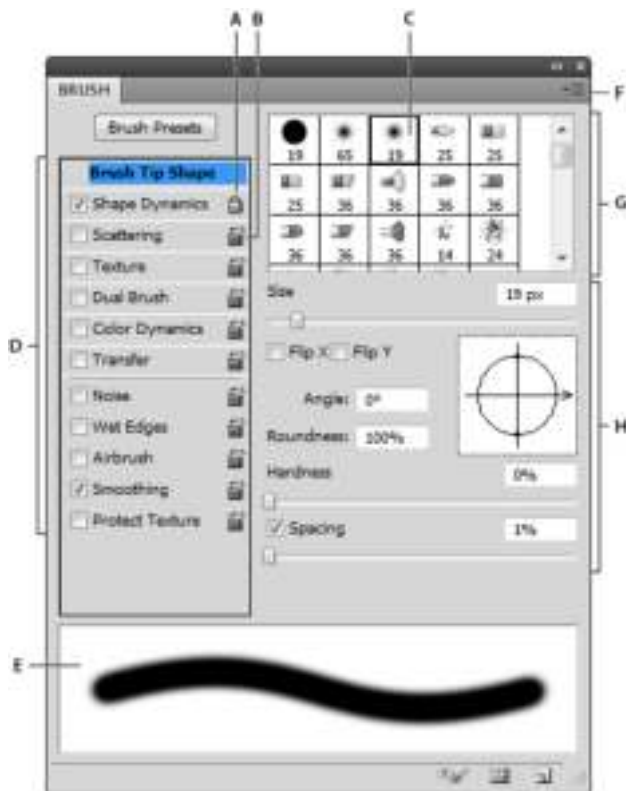 A B C
BRUSH
F
Brush Presets
19 65 19 25 25
25 36 36 36 36
36 36 36 14 24
G
Brush Tip Shape
Shape Dynamics
Scattering
Texture
Dual Brush
Color Dynamics
Transfer
Noise
Wet Edges
Airbrush
Smoothing
Protect Texture
D
Size 19 px
Flip X Flip Y
Angle: 0°
Roundness: 100%
Hardness 0%
Spacing 1%
H
E